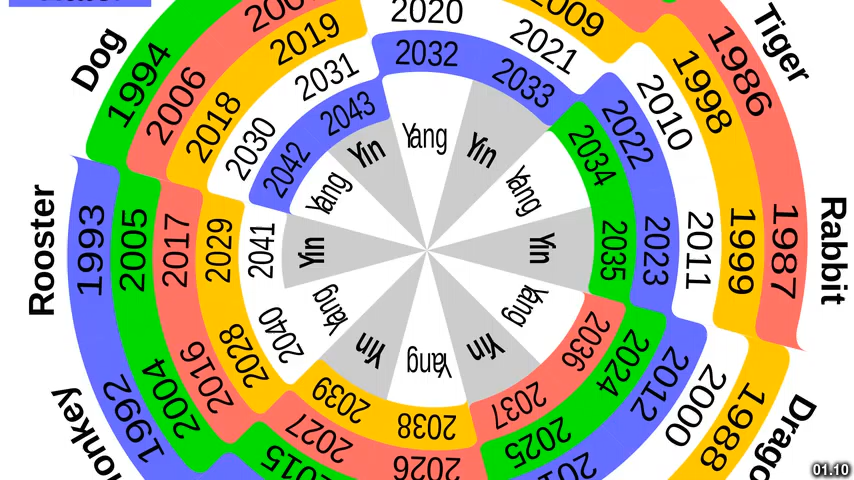 Dog
1994
2006
2019
2018
2031
2030
2043
2042
2020
2032
2009
2021
2033
Tiger
1986
1998
2010
2022
2034
Rabbit
1987
1999
2011
2023
2035
Rooster
1993
2005
2017
2029
2041
Yang
Yin
Yang
Yin
Yang
Yin
Yang
Yin
Yang
Yin
Yang
Yin
1992
2004
2016
2028
2040
2015
2027
2039
2026
2038
2025
2037
1988
2000
2012
2024
2036
01.10